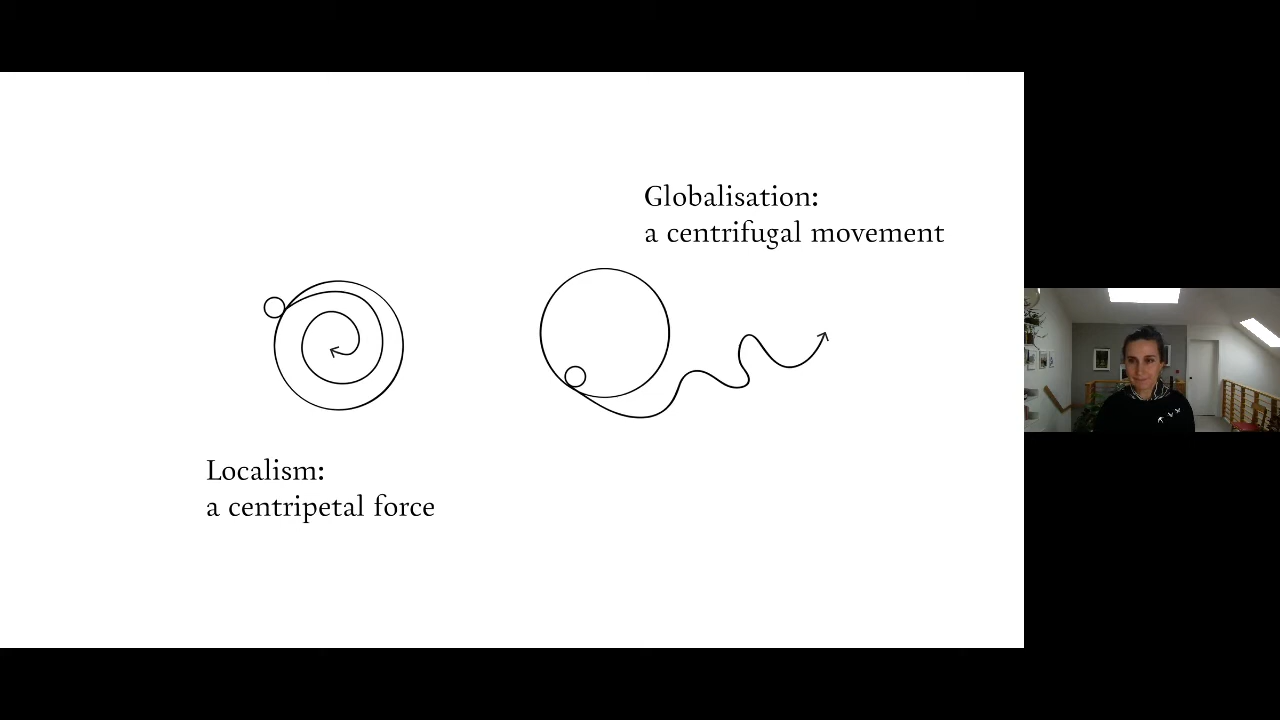 Globalisation:
a centrifugal movement
Localism:
a centripetal force